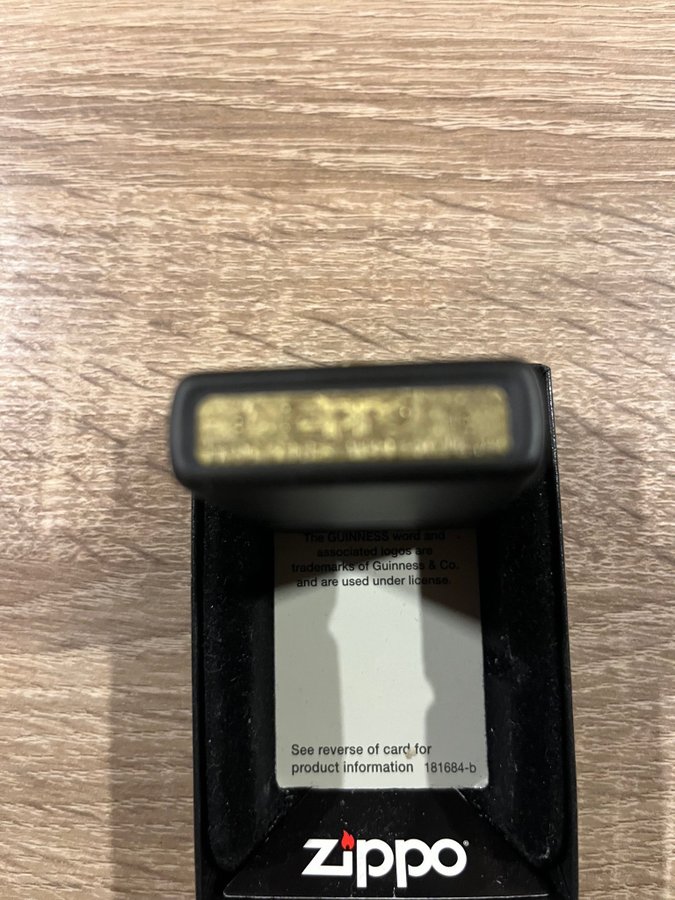 The GUINNESS word and
associated logos are
trademarks of Guinness & Co.
and are used under license.
See reverse of card for
product information 181684-b
zippo®